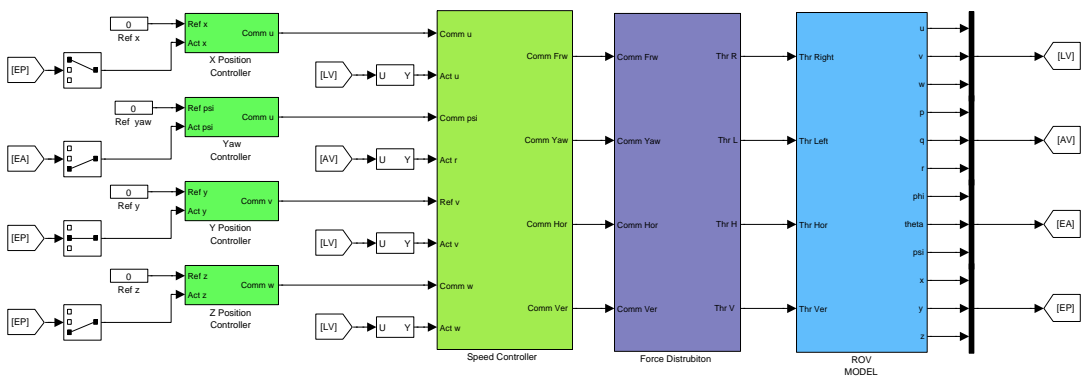 0
Ref x
Ref x
Act x
Comm u
X Position
Controller
[EP]
0
Ref yaw
Ref psi
Act psi
Comm u
Yaw
Controller
[EA]
0
Ref y
Ref y
Act y
Comm v
Y Position
Controller
[EP]
0
Ref z
Ref z
Act z
Comm w
Z Position
Controller
[EP]
[LV]
U Y
[AV]
U Y
[LV]
U Y
[LV]
U Y
Comm u
Act u
Comm psi
Act r
Ref v
Act v
Comm w
Act w
Comm Frw
Comm Yaw
Comm Hor
Comm Ver
Speed Controller
Comm Frw
Comm Yaw
Comm Hor
Comm Ver
Thr R
Thr L
Thr H
Thr V
Force Distrubiton
Thr Right
Thr Left
Thr Hor
Thr Ver
u
v
w
p
q
r
phi
theta
psi
x
y
z
ROV
MODEL
[LV]
[AV]
[EA]
[EP]